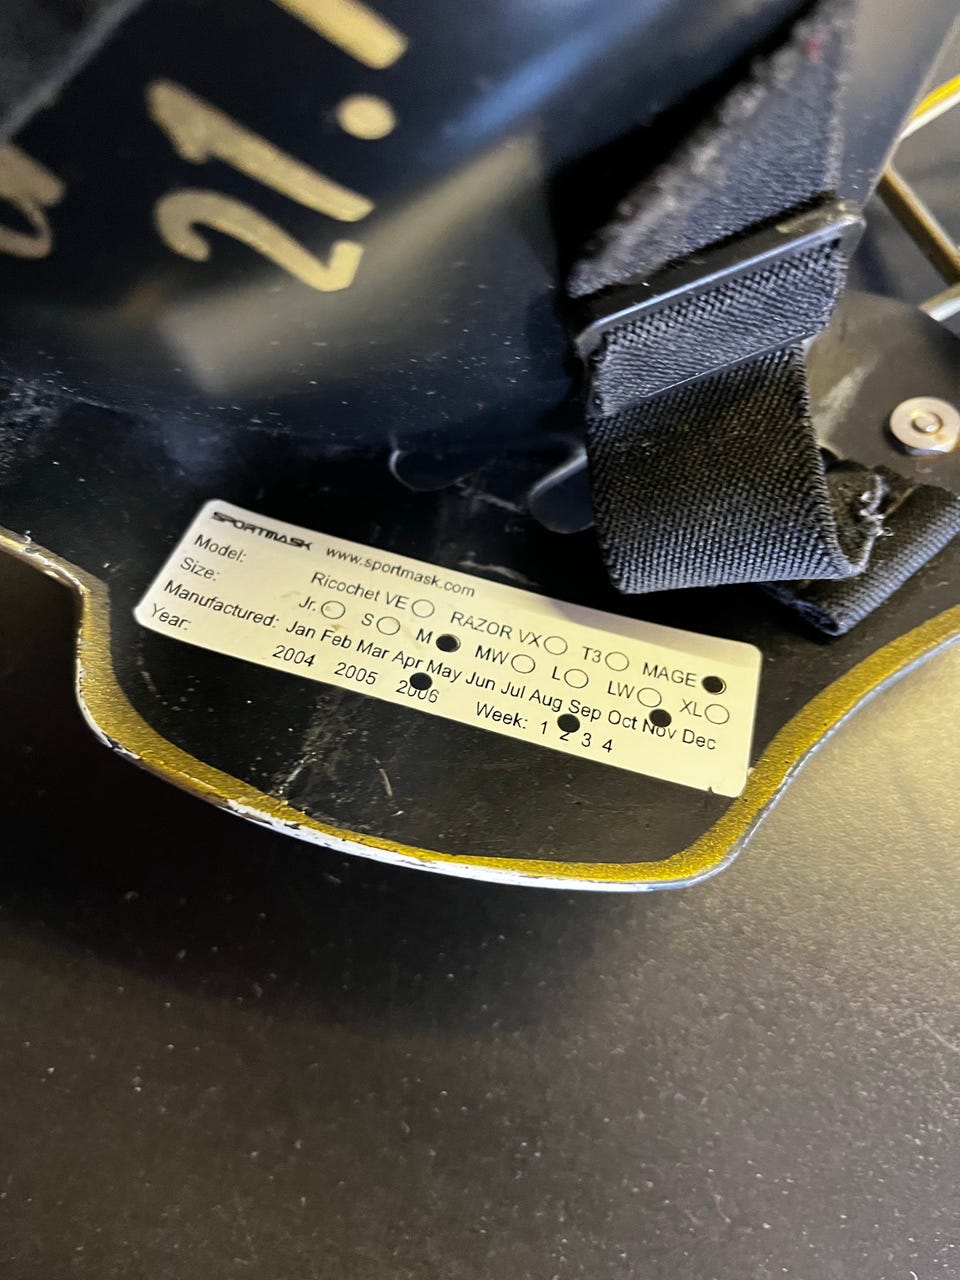 21.
SPORTMASK www.sportmask.com
Model: Ricochet VE RAZOR VX T3 MAGE
Size: Jr. S M MW L LW XL
Manufactured: Jan Feb Mar Apr May Jun Jul Aug Sep Oct Nov Dec
Year: 2004 2005 2006 Week: 1 2 3 4